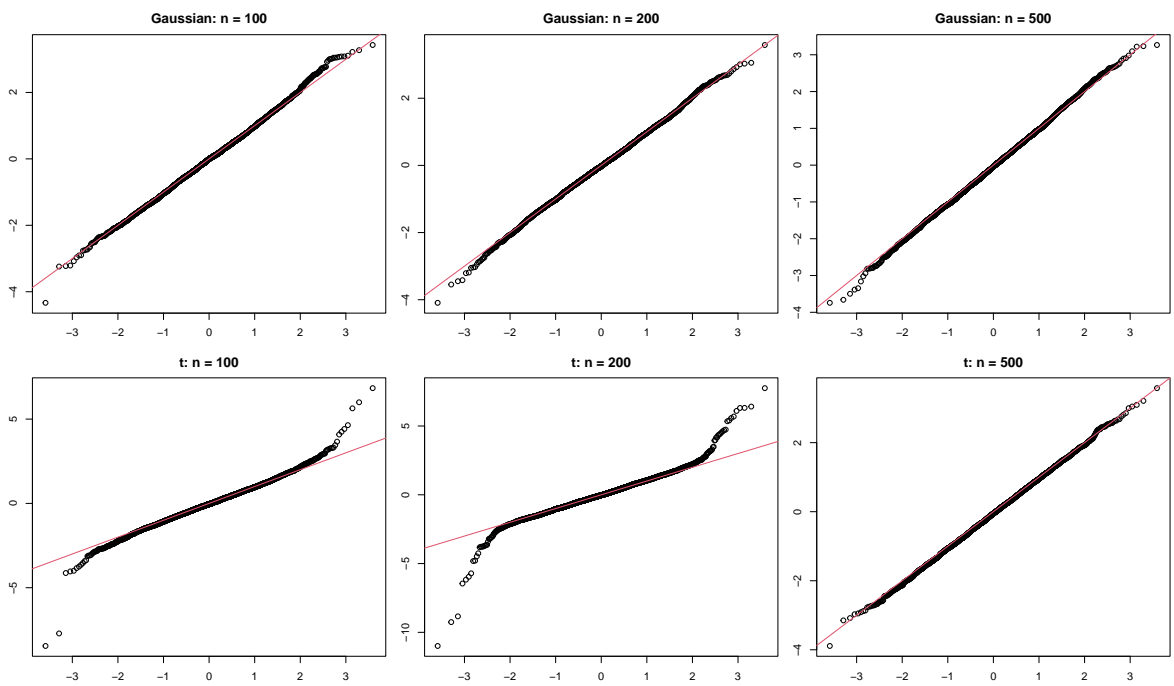 Gaussian: n = 100
4
2
0
−2
−4
−3 −2 −1 0 1 2 3
Gaussian: n = 200
2
0
−2
−4
−3 −2 −1 0 1 2 3
Gaussian: n = 500
3
2
1
0
−1
−2
−3
−4
−3 −2 −1 0 1 2 3
t: n = 100
5
0
−5
−3 −2 −1 0 1 2 3
t: n = 200
5
0
−5
−10
−3 −2 −1 0 1 2 3
t: n = 500
2
0
−2
−4
−3 −2 −1 0 1 2 3